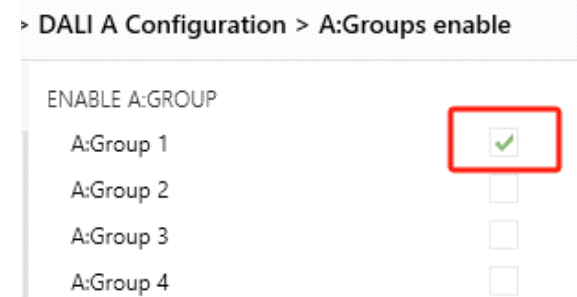 > DALI A Configuration > A:Groups enable
ENABLE A:GROUP
A:Group 1
A:Group 2
A:Group 3
A:Group 4